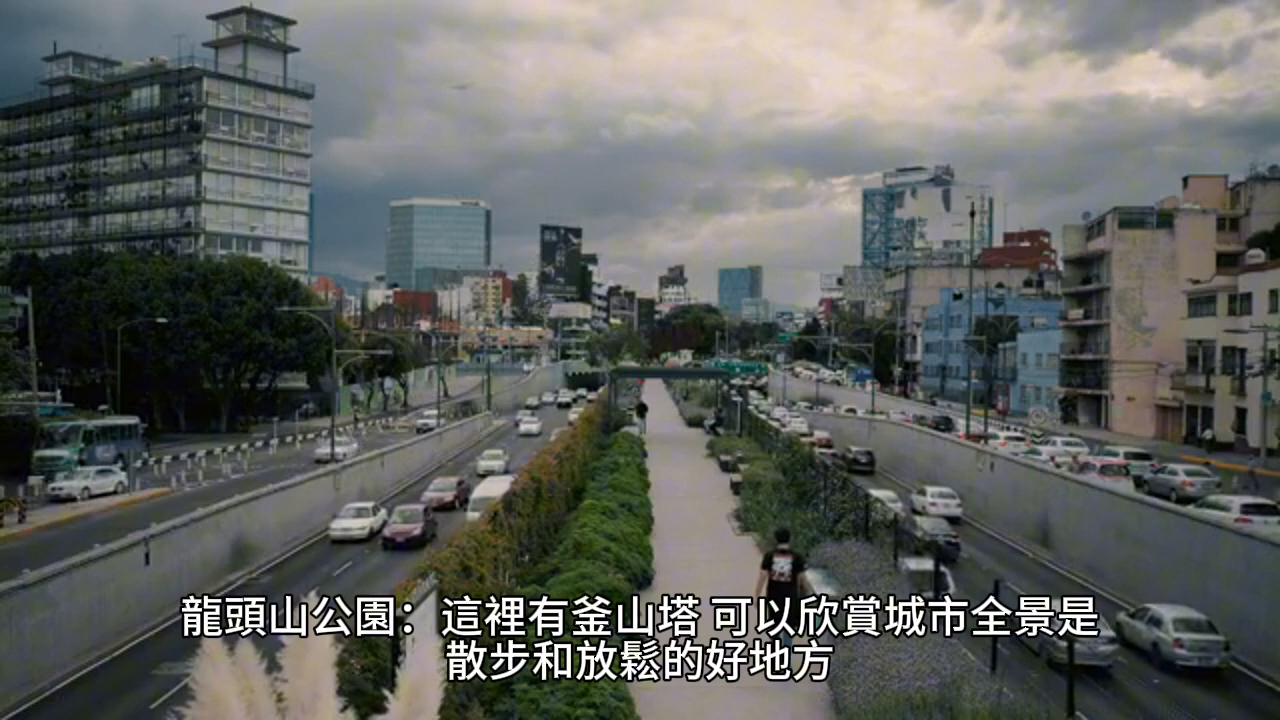 龍頭山公園：這裡有釜山塔 可以欣賞城市全景是
散步和放鬆的好地方